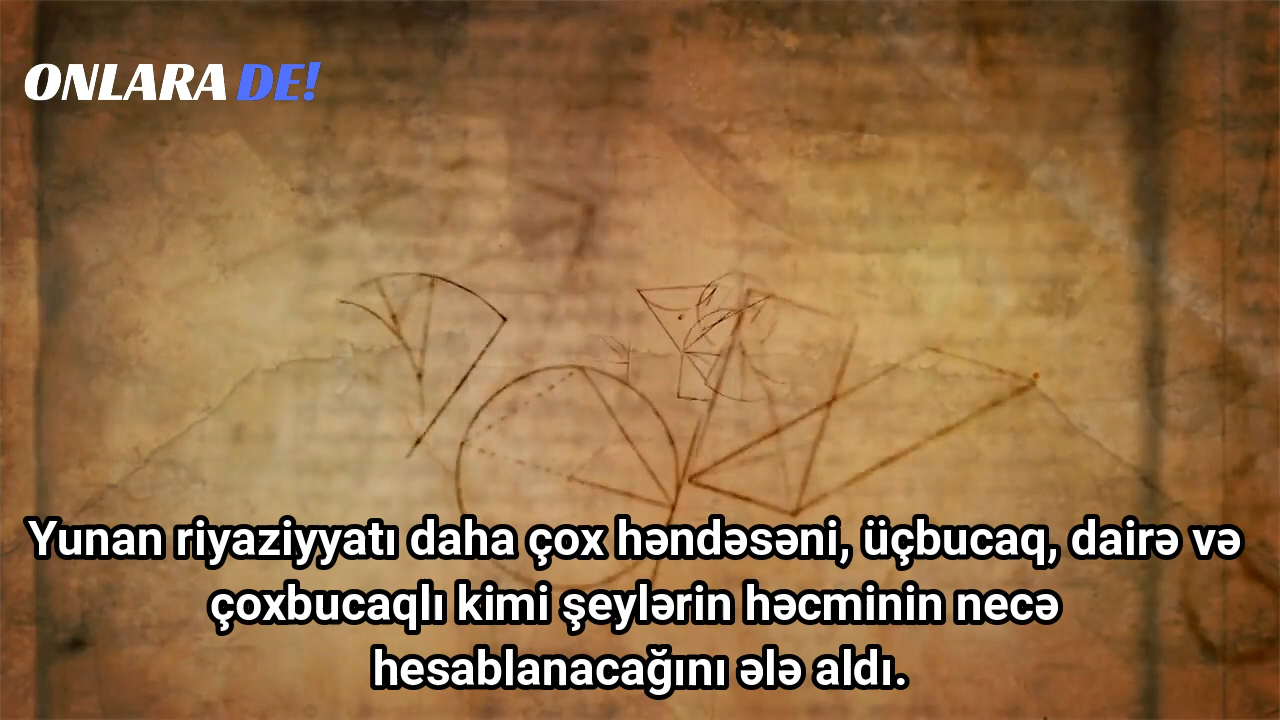 ONLARA DE!
Yunan riyaziyyatı daha çox həndəsəni, üçbucaq, dairə və
çoxbucaqlı kimi şeylərin həcminin necə
hesablanacağını ələ aldı.